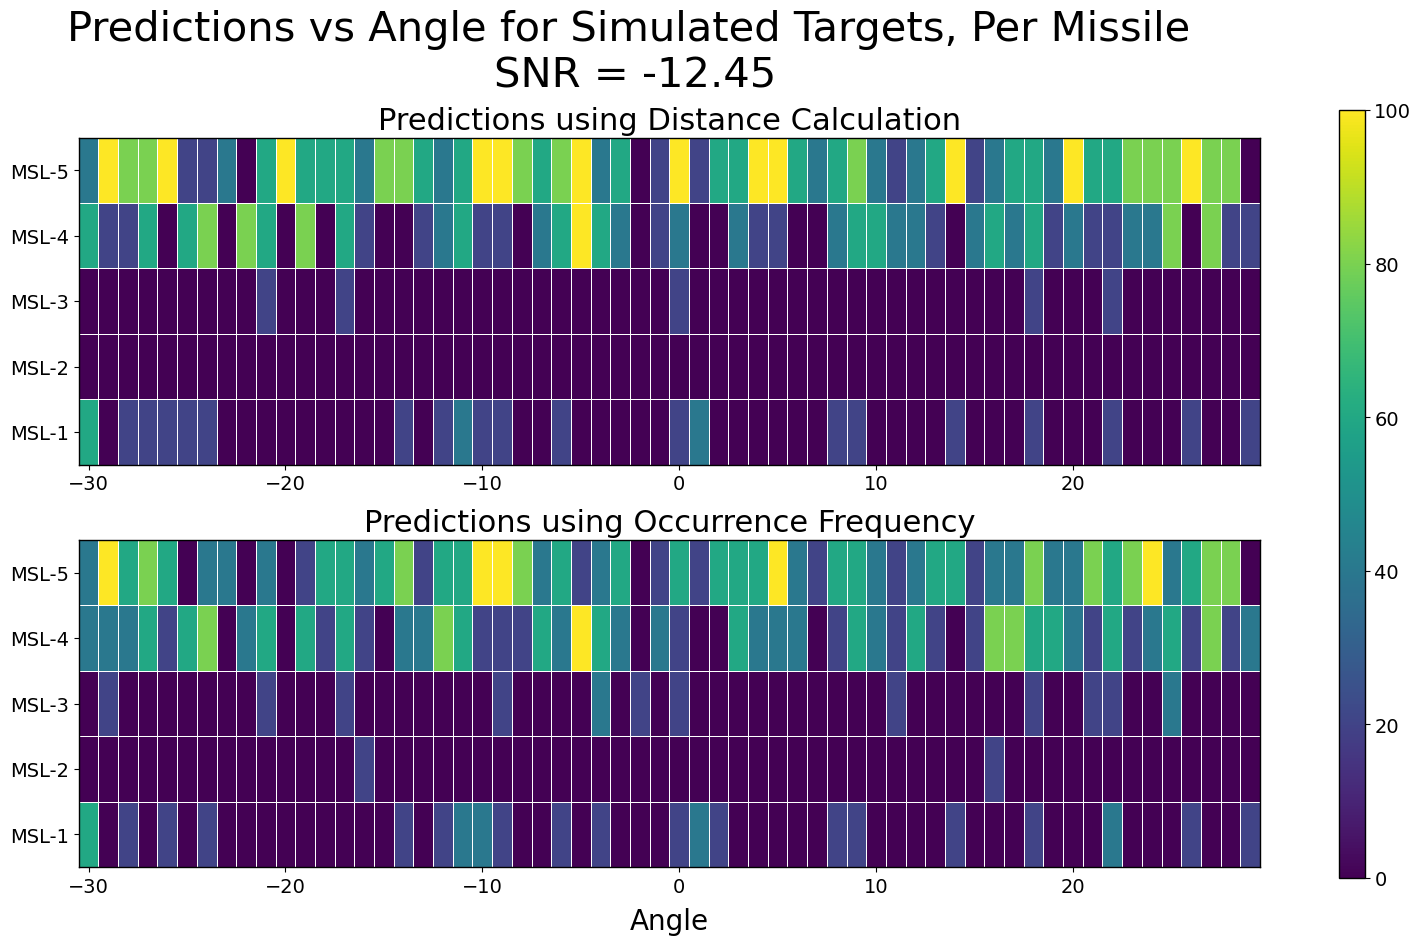 Predictions vs Angle for Simulated Targets, Per Missile
SNR = -12.45
Predictions using Distance Calculation
MSL-5
MSL-4
MSL-3
MSL-2
MSL-1
−30 −20 −10 0 10 20
Predictions using Occurrence Frequency
MSL-5
MSL-4
MSL-3
MSL-2
MSL-1
−30 −20 −10 0 10 20
Angle
100
80
60
40
20
0